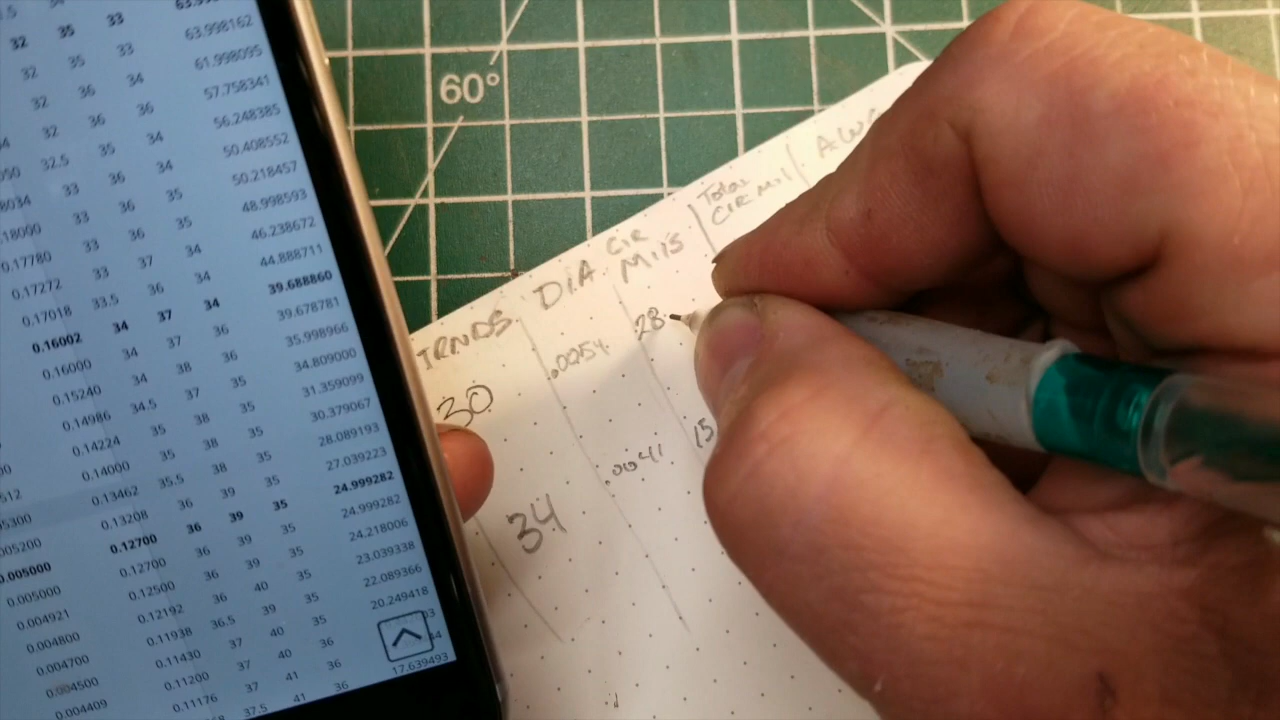 32 35 33
32 35 33 63.998162
32 36 34 61.998095
32 36 36 57.758341
32.5 35 34 56.248385
33 36 34 50.408552
33 36 35 50.218457
0.17780 33 36 35 48.998593
0.17272 33 37 34 46.238672
0.17018 33.5 36 34 44.888711
0.16002 34 37 34 39.688860
0.16000 34 37 36 39.678781
0.15240 34 38 36 35.998966
0.14986 34.5 37 35 34.809000
0.14224 35 38 35 31.359099
0.14000 35 38 35 30.379067
0.13462 35.5 38 35 28.089193
0.13208 36 39 35 27.039223
0.12700 36 39 35 24.999282
0.005000 0.12700 36 39 35 24.999282
0.004921 0.12500 36 39 35 24.218006
0.004800 0.12192 36 40 35 23.039338
0.004700 0.11938 36.5 39 35 22.089366
0.004500 0.11430 37 40 35 20.249418
0.004409 0.11200 37 40 36
0.11176 37 41 36
37.5 41 36 17.639493
60°
TRNDS DIA CIR Mils Total CIR Mil AW
30 .0054 28
34 .0041 15